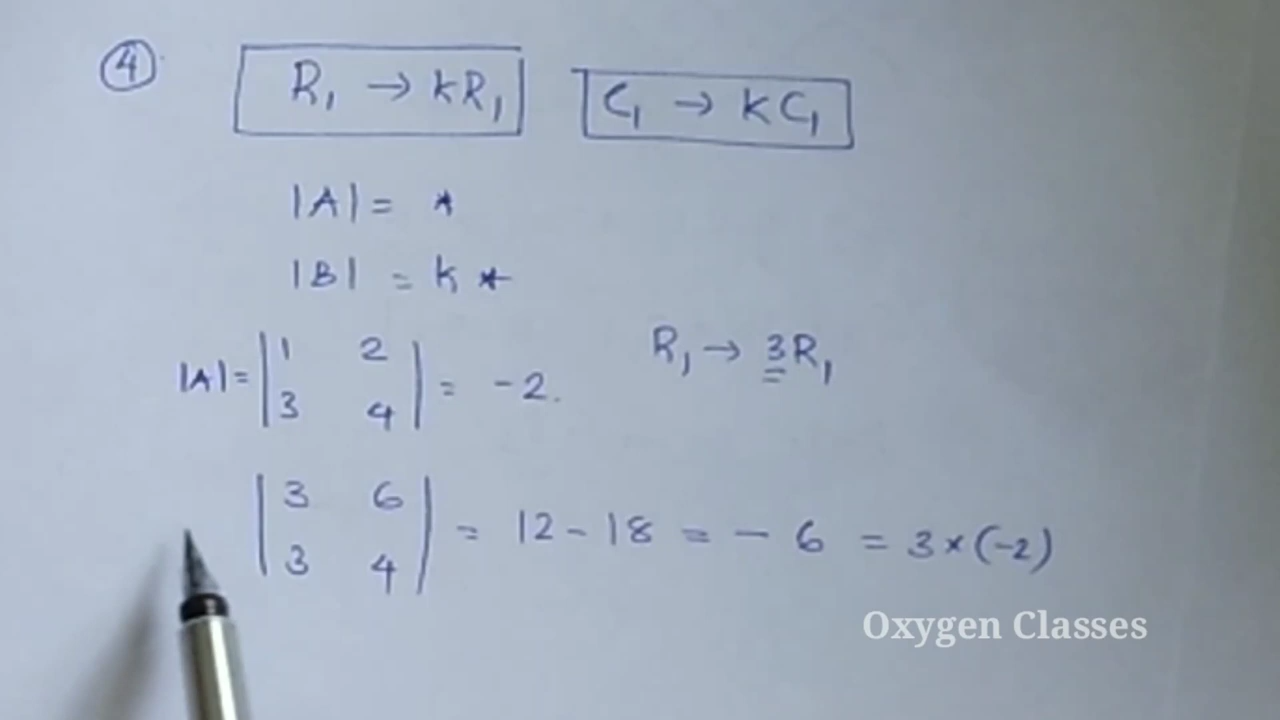 ④ R₁ → kR₁ C₁ → kC₁
|A| = *
|B| = k *
|A| = | 1 2 | = -2. R₁ → 3R₁
| 3 4 |
| 3 6 | = 12 - 18 = - 6 = 3×(-2)
| 3 4 |
Oxygen Classes